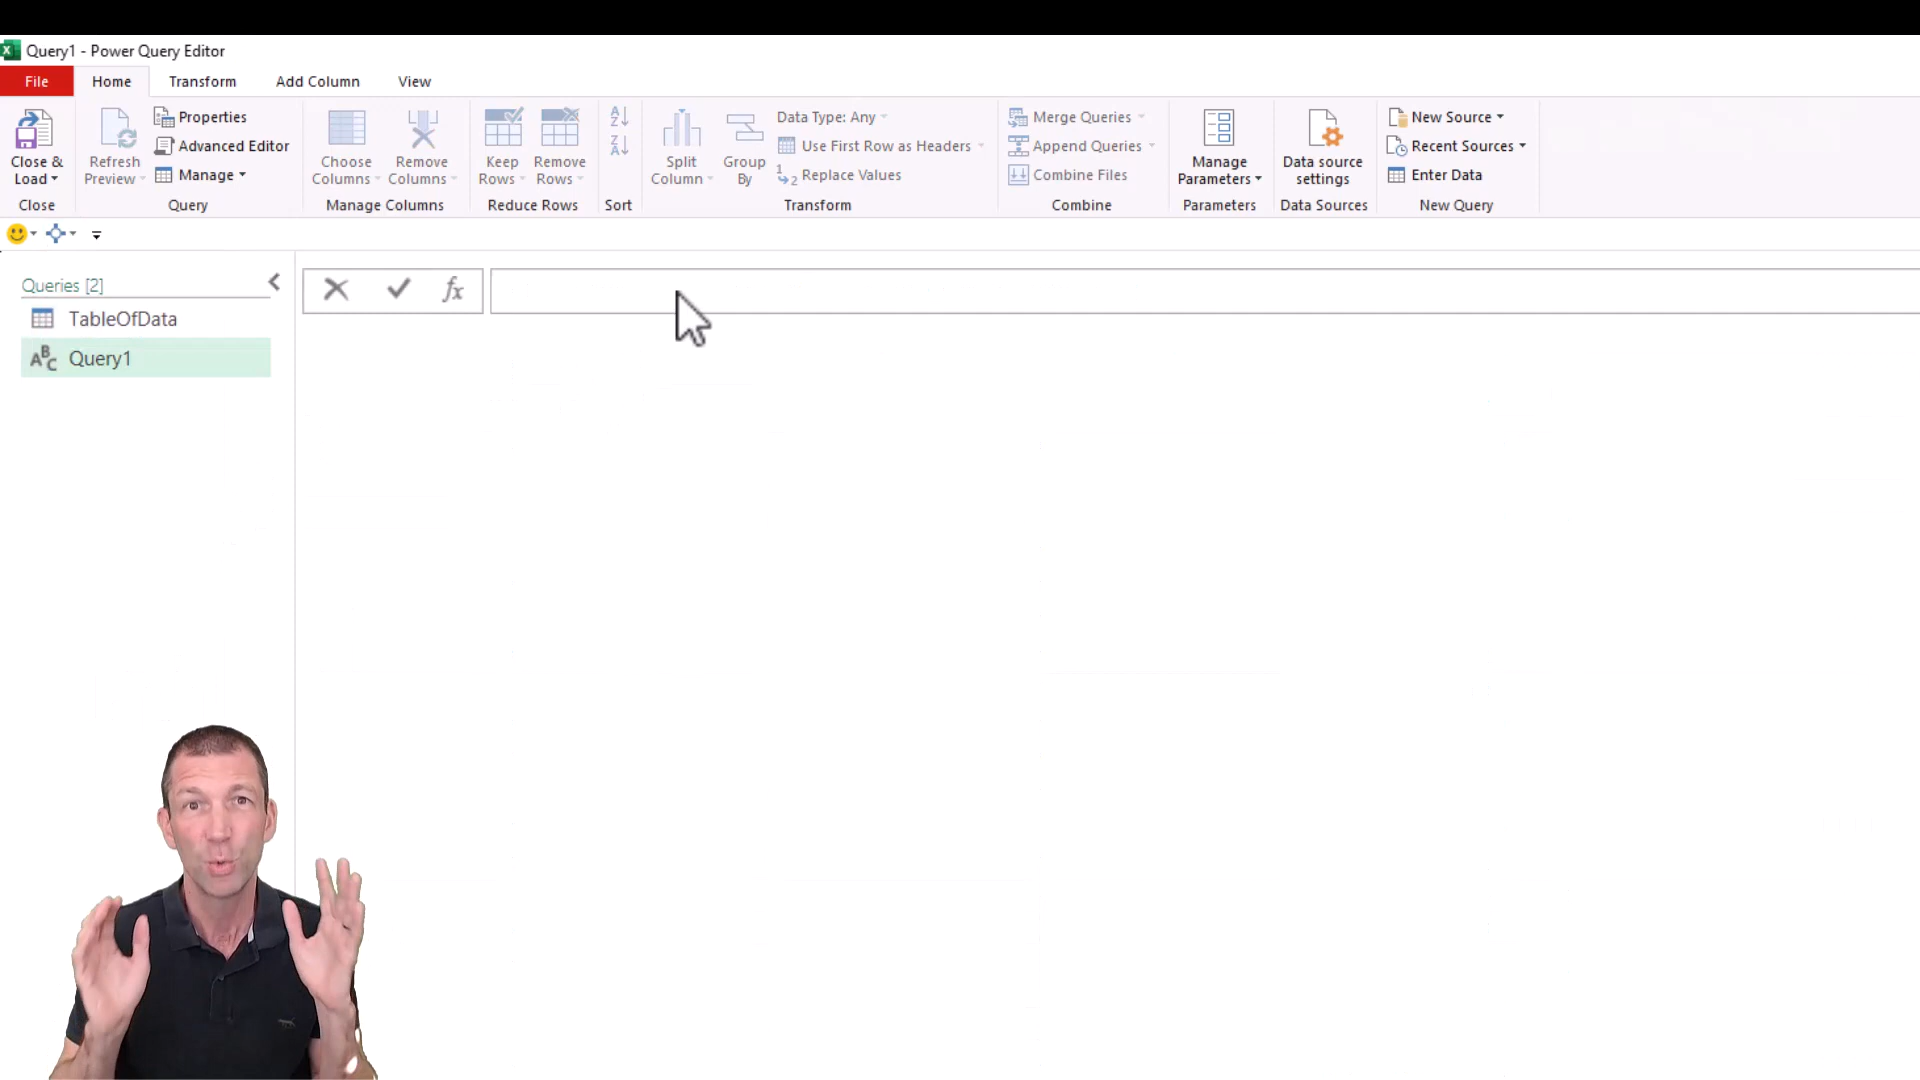 Query1 - Power Query Editor
File Home Transform Add Column View
Close & Load
Refresh Preview
Properties
Advanced Editor
Manage
Choose Columns
Remove Columns
Keep Rows
Remove Rows
Split Column
Group By
Data Type: Any
Use First Row as Headers
Replace Values
Merge Queries
Append Queries
Combine Files
Manage Parameters
Data source settings
New Source
Recent Sources
Enter Data
Close Query Manage Columns Reduce Rows Sort Transform Combine Parameters Data Sources New Query
Queries [2]
fx
TableOfData
ABC Query1